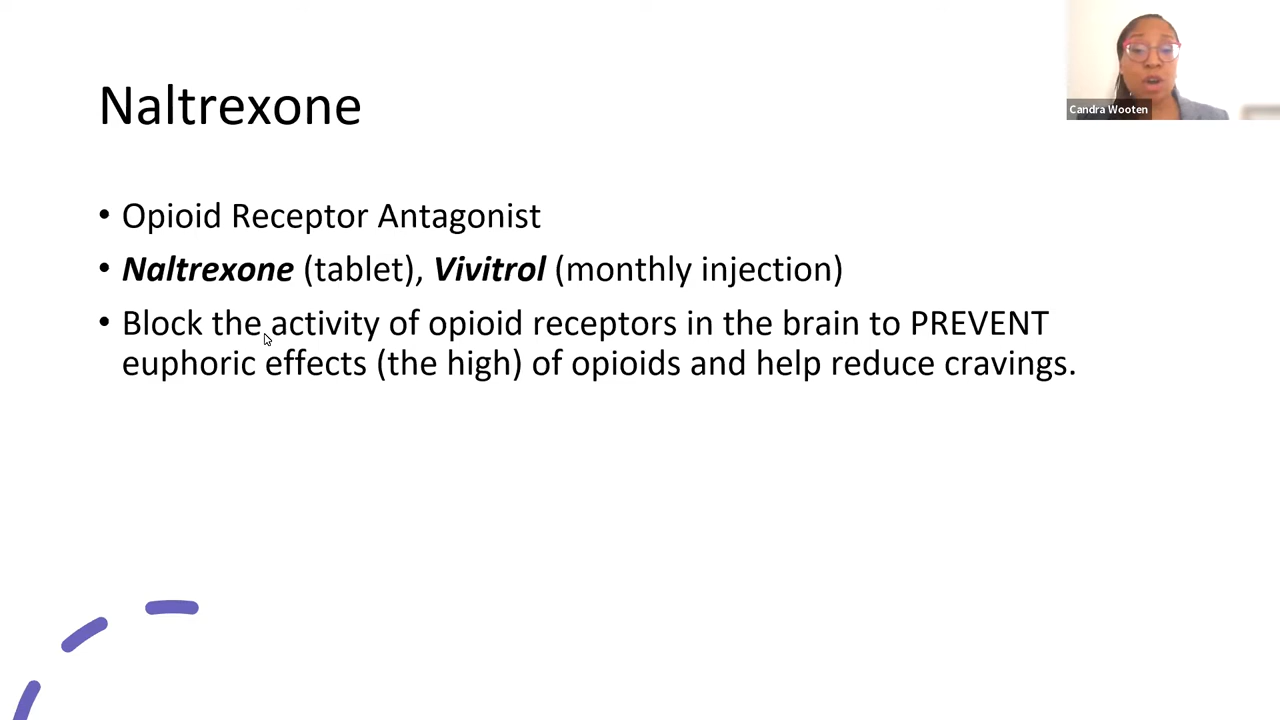 Naltrexone
Candra Wooten
• Opioid Receptor Antagonist
• Naltrexone (tablet), Vivitrol (monthly injection)
• Block the activity of opioid receptors in the brain to PREVENT
euphoric effects (the high) of opioids and help reduce cravings.